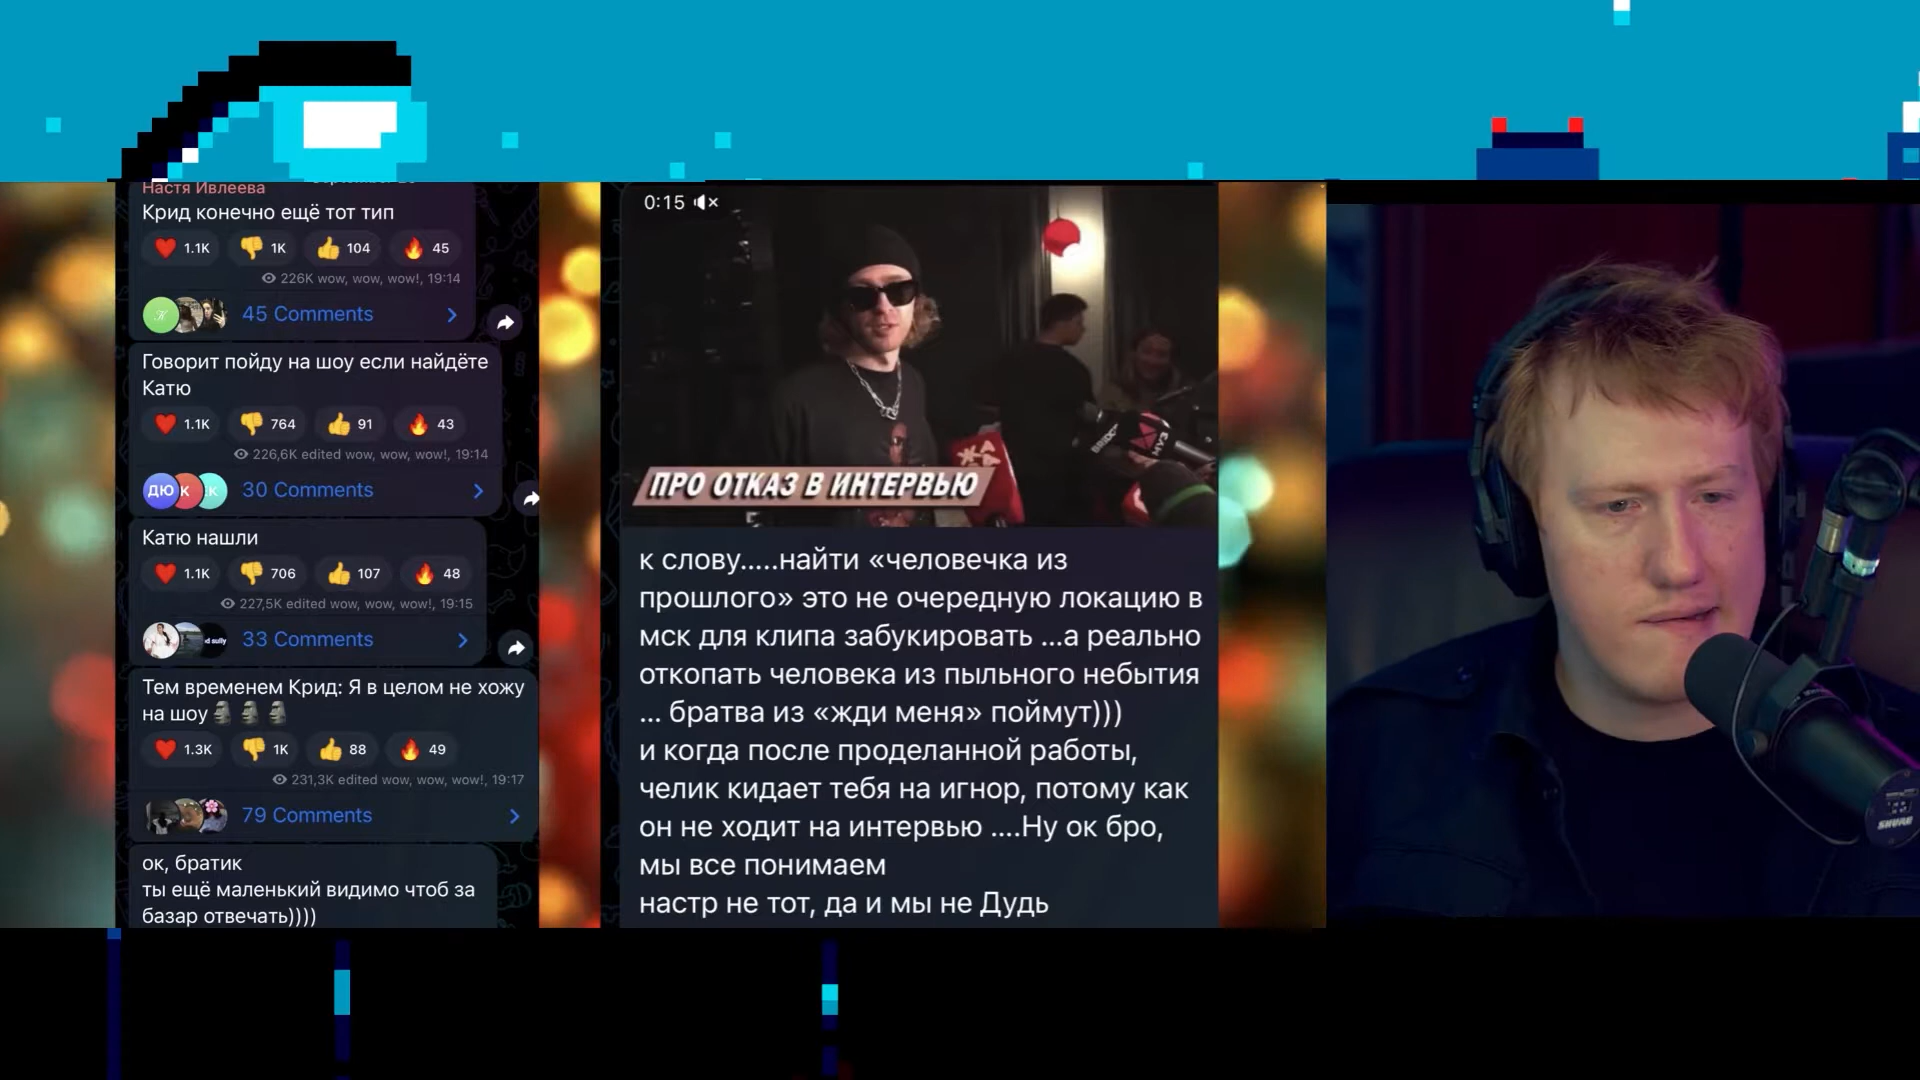 Настя Ивлеева
Крид конечно ещё тот тип
1.1K 1K 104 45
226K wow, wow, wow!, 19:14
45 Comments
Говорит пойду на шоу если найдёте
Катю
1.1K 764 91 43
226,6K edited wow, wow, wow!, 19:14
ДЮ K K
30 Comments
Катю нашли
1.1K 706 107 48
227,5K edited wow, wow, wow!, 19:15
d sully
33 Comments
Тем временем Крид: Я в целом не хожу
на шоу 🗿 🗿 🗿
1.3K 1K 88 49
231,3K edited wow, wow, wow!, 19:17
79 Comments
ок, братик
ты ещё маленький видимо чтоб за
базар отвечать))))
0:15
ЖА
МУЗ
ПРО ОТКАЗ В ИНТЕРВЬЮ
к слову.....найти «человечка из
прошлого» это не очередную локацию в
мск для клипа забукировать ...а реально
откопать человека из пыльного небытия
... братва из «жди меня» поймут)))
и когда после проделанной работы,
челик кидает тебя на игнор, потому как
он не ходит на интервью ....Ну ок бро,
мы все понимаем
настр не тот, да и мы не Дудь
SHURE